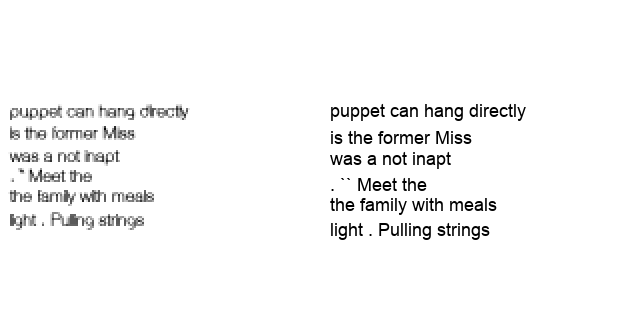 puppet can hang directly
is the former Miss
was a not inapt
. `` Meet the
the family with meals
light . Pulling strings
puppet can hang directly
is the former Miss
was a not inapt
. `` Meet the
the family with meals
light . Pulling strings